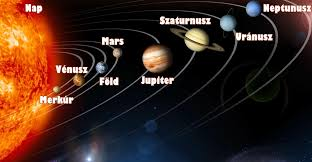 Nap
Merkúr
Vénusz
Föld
Mars
Jupiter
Szaturnusz
Uránusz
Neptunusz